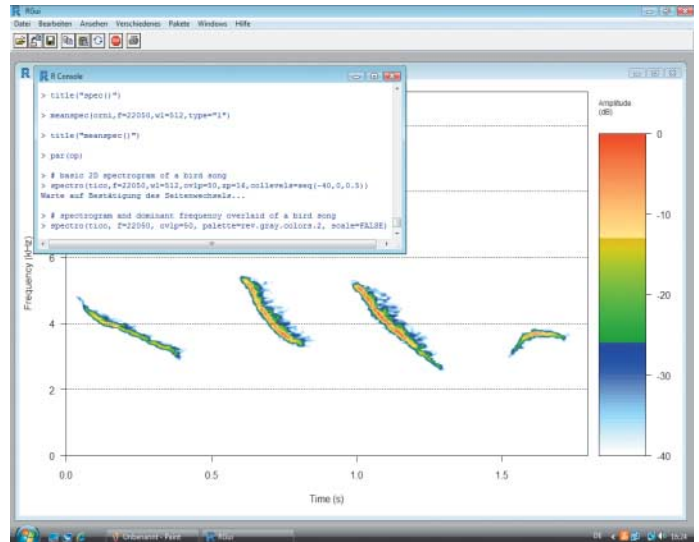 RGui
Datei Bearbeiten Ansehen Verschiedenes Pakete Windows Hilfe
R Console
> title("spec()")
> meanspec(orni,f=22050,wl=512,type="l")
> title("meanspec()")
> par(op)
> # basic 2D spectrogram of a bird song
> spectro(tico,f=22050,wl=512,ovlp=50,zp=16,collevels=seq(-40,0,0.5))
Warte auf Bestätigung des Seitenwechsels...
> # spectrogram and dominant frequency overlaid of a bird song
> spectro(tico, f=22050, ovlp=50, palette=rev.gray.colors.2, scale=FALSE)
Amplitude
(dB)
0
-10
-20
-30
-40
Frequency (kHz)
6
4
2
0
0.0 0.5 1.0 1.5
Time (s)
Unbenannt - Paint RGui DE 16:24